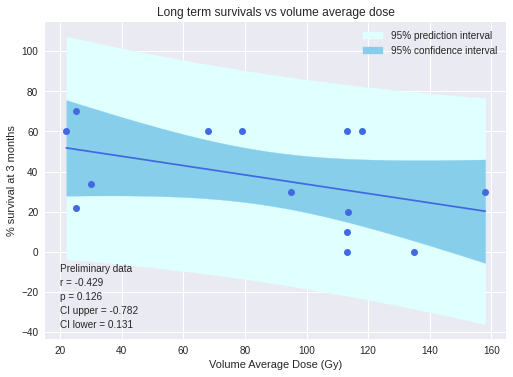 Long term survivals vs volume average dose
95% prediction interval
95% confidence interval
% survival at 3 months
100
80
60
40
20
0
−20
−40
Preliminary data
r = -0.429
p = 0.126
CI upper = -0.782
CI lower = 0.131
20 40 60 80 100 120 140 160
Volume Average Dose (Gy)